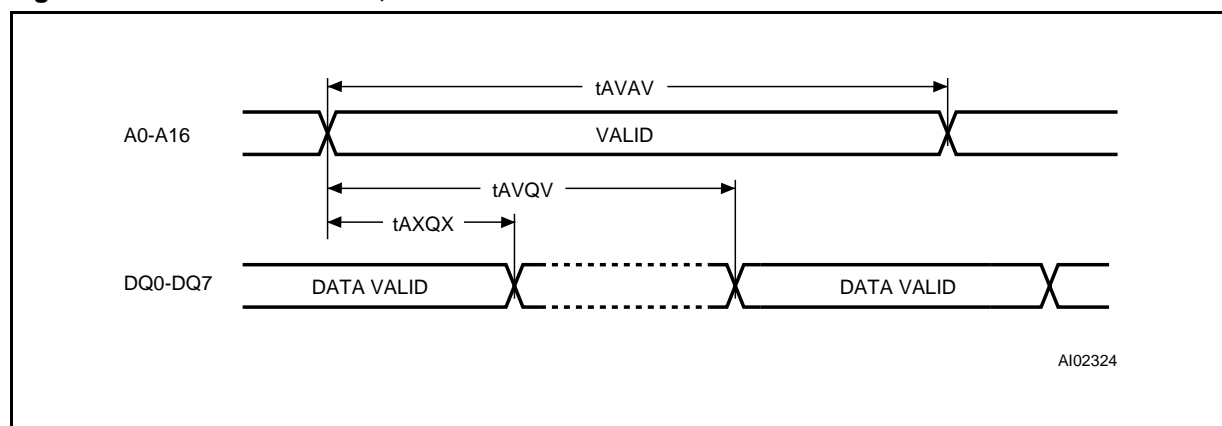 tAVAV
A0-A16 VALID
tAVQV
tAXQX
DQ0-DQ7 DATA VALID DATA VALID
AI02324